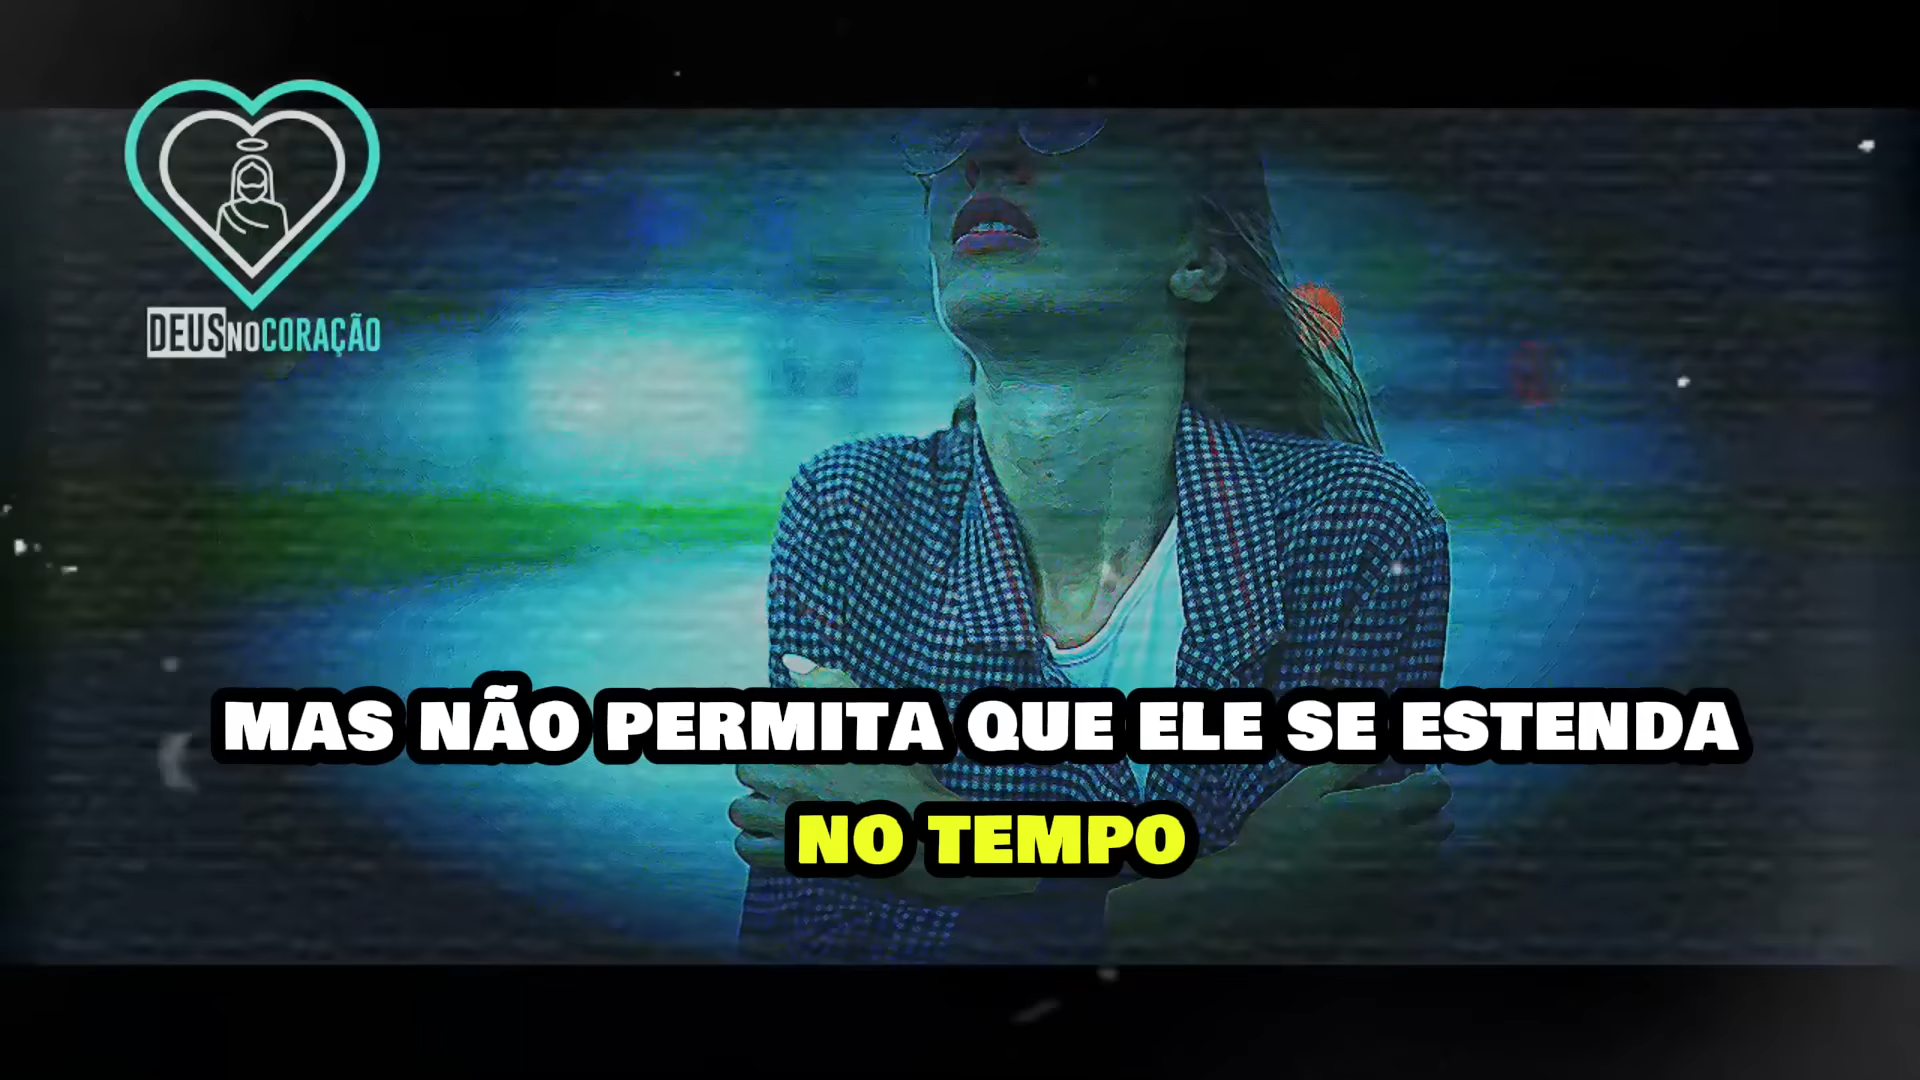 DEUSNOCORAÇÃO
MAS NÃO PERMITA QUE ELE SE ESTENDA
NO TEMPO